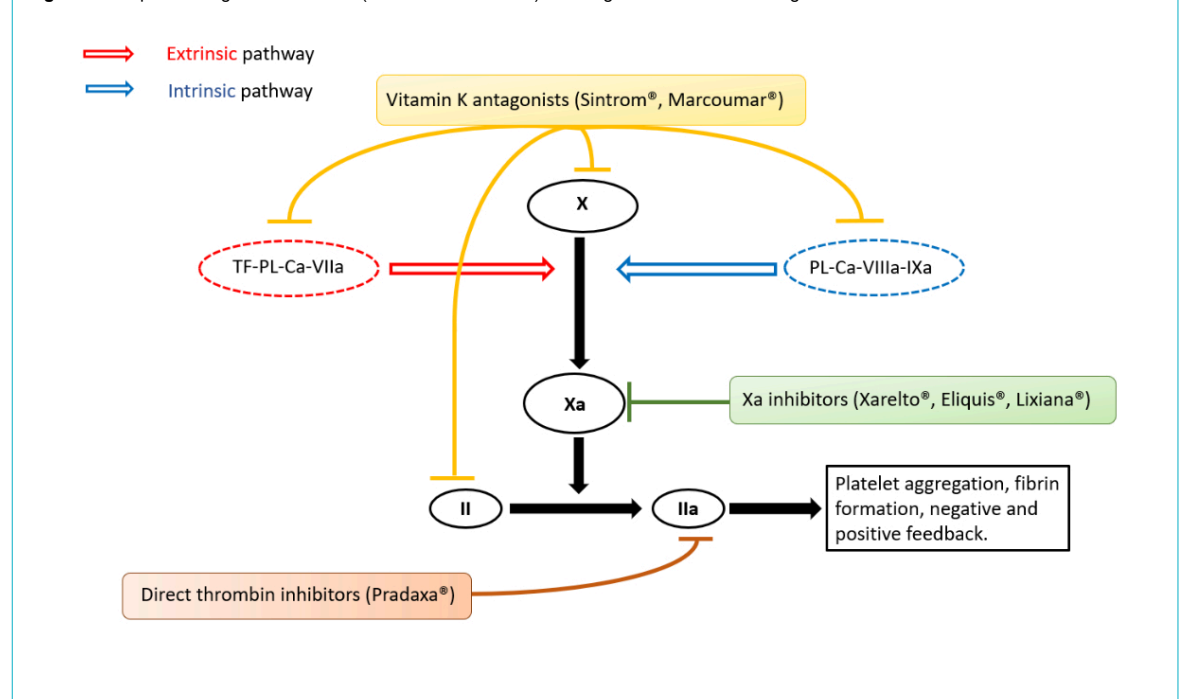 Extrinsic pathway
Intrinsic pathway
Vitamin K antagonists (Sintrom®, Marcoumar®)
X
TF-PL-Ca-VIIa
PL-Ca-VIIIa-IXa
Xa
Xa inhibitors (Xarelto®, Eliquis®, Lixiana®)
Platelet aggregation, fibrin
formation, negative and
positive feedback.
II
IIa
Direct thrombin inhibitors (Pradaxa®)